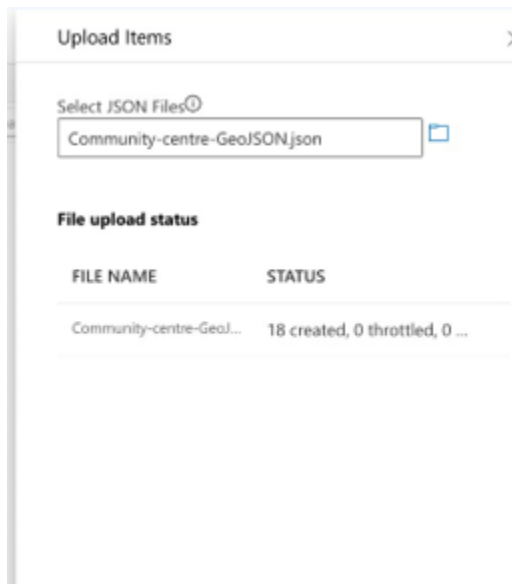 Upload Items
Select JSON Files
Community-centre-GeoJSON.json
File upload status
FILE NAME STATUS
Community-centre-GeoJ... 18 created, 0 throttled, 0 ...